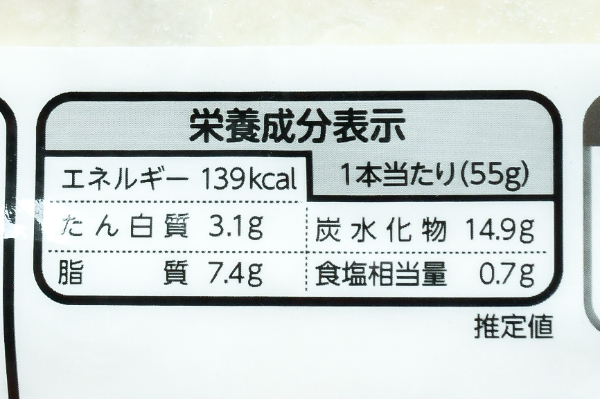 栄養成分表示
1本当たり(55g)
エネルギー 139kcal
たん白質 3.1g
炭水化物 14.9g
脂質 7.4g
食塩相当量 0.7g
推定値